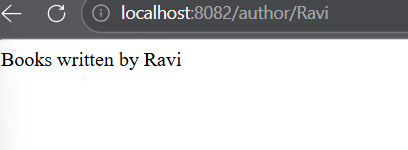 localhost:8082/author/Ravi
Books written by Ravi